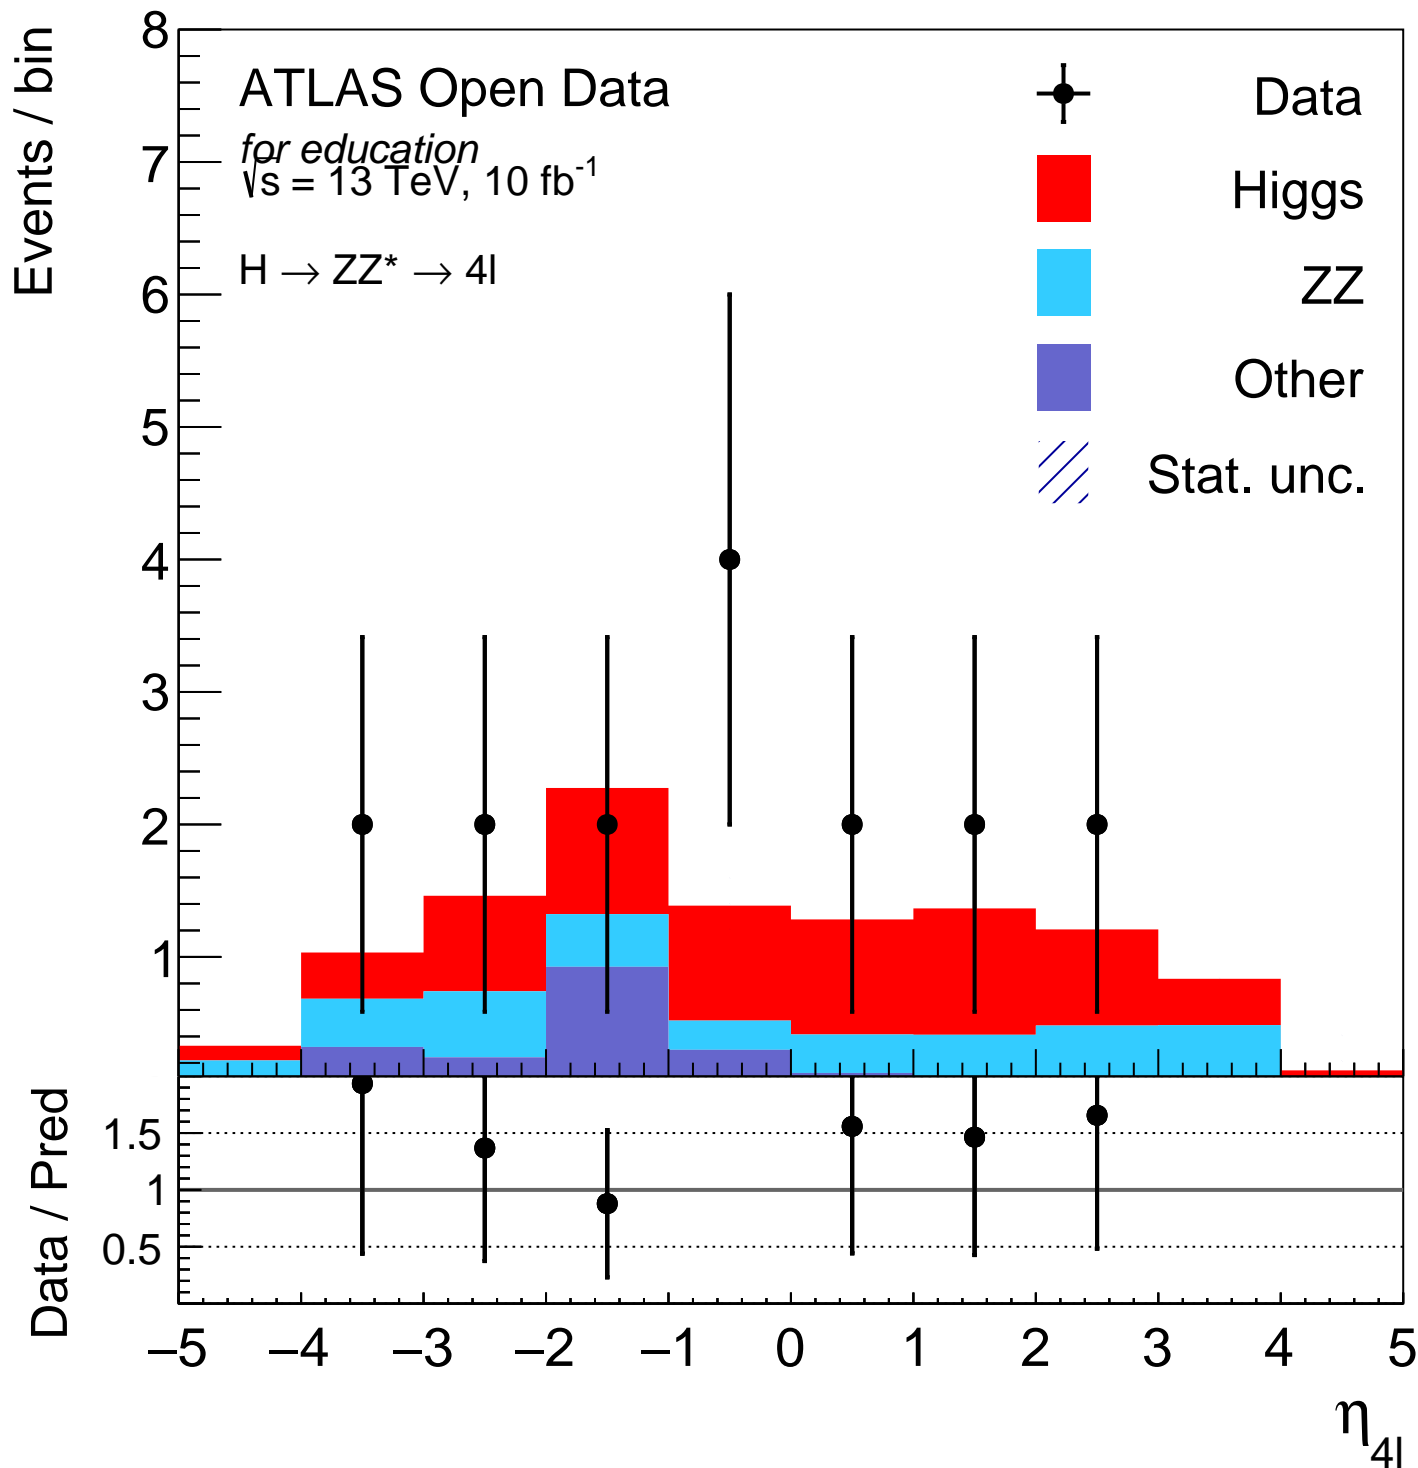 Events / bin
8
7
6
5
4
3
2
1
ATLAS Open Data
for education
√s = 13 TeV, 10 fb⁻¹
H → ZZ* → 4l
Data
Higgs
ZZ
Other
Stat. unc.
Data / Pred
1.5
1
0.5
−5 −4 −3 −2 −1 0 1 2 3 4 5
η4l